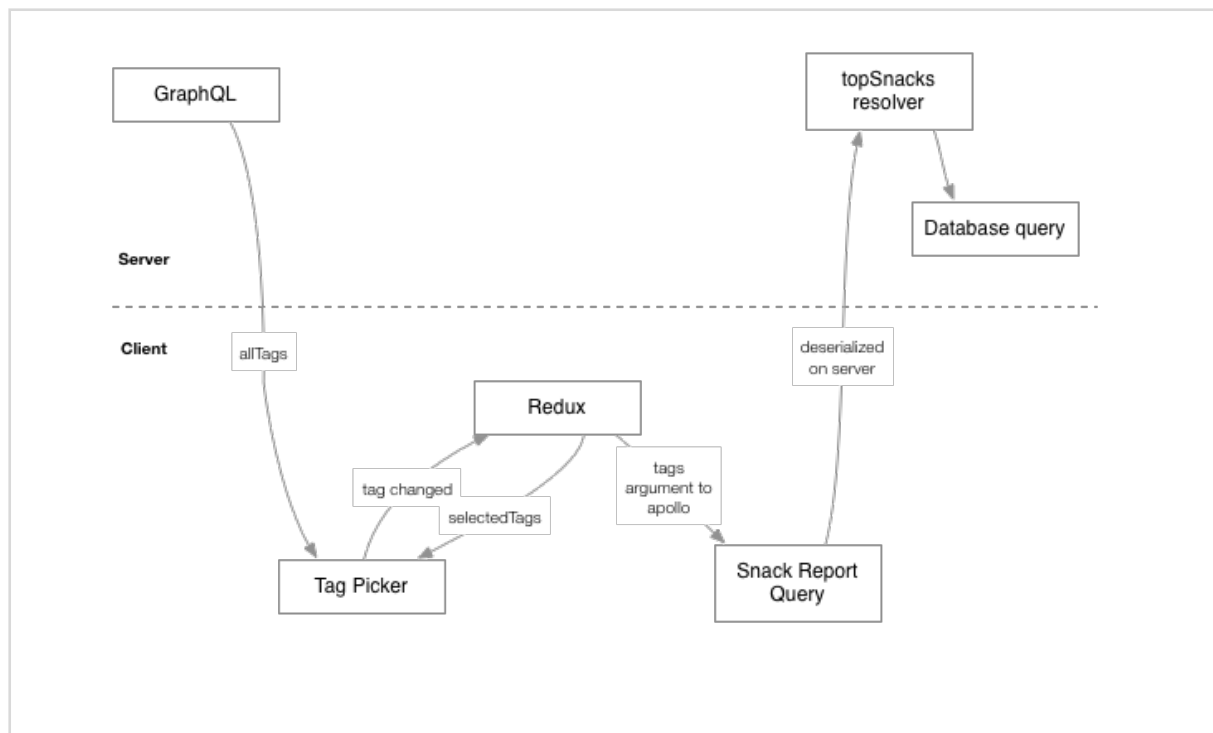 GraphQL
topSnacks
resolver
Database query
Server
Client
allTags
deserialized
on server
Redux
tag changed
selectedTags
tags
argument to
apollo
Tag Picker
Snack Report
Query